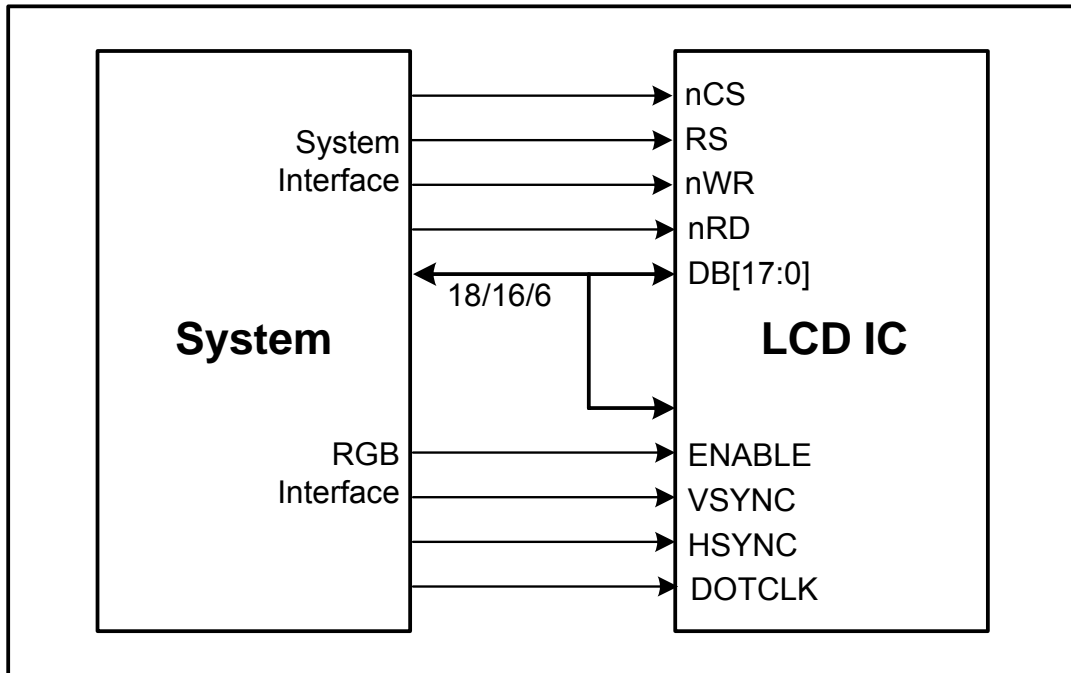 System
Interface
18/16/6
System
RGB
Interface
nCS
RS
nWR
nRD
DB[17:0]
LCD IC
ENABLE
VSYNC
HSYNC
DOTCLK